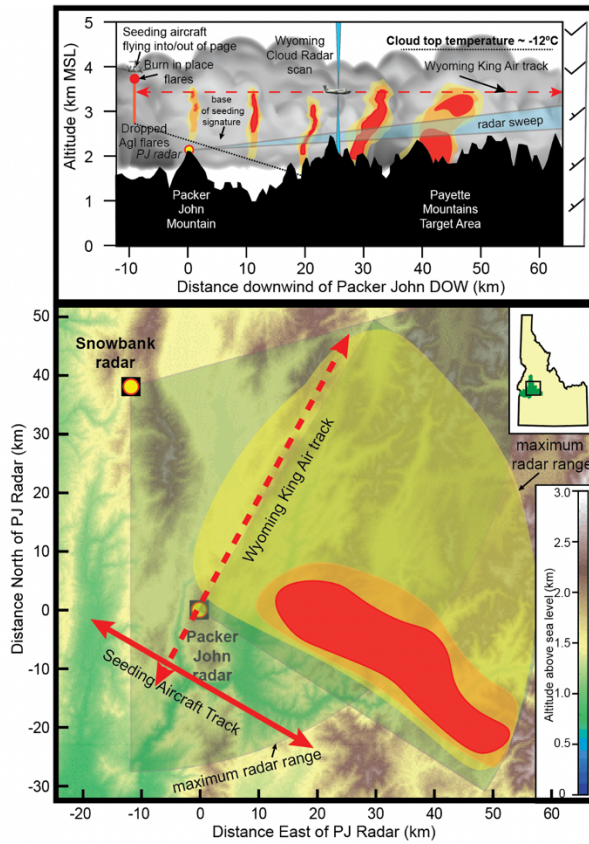 Seeding aircraft
flying into/out of page
Burn in place
flares
Wyoming
Cloud Radar
scan
Cloud top temperature ~ -12ºC
Wyoming King Air track
base of
seeding
signature
Dropped
AgI flares
PJ radar
radar sweep
Packer
John
Mountain
Payette
Mountains
Target Area
Altitude (km MSL)
5
4
3
2
1
0
-10 0 10 20 30 40 50 60
Distance downwind of Packer John DOW (km)
50
40
30
20
10
0
-10
-20
-30
Distance North of PJ Radar (km)
Snowbank
radar
Wyoming King Air track
Packer
John
radar
Seeding Aircraft Track
maximum radar range
maximum
radar range
Altitude above sea level (km)
3.0
2.5
2.0
1.5
1.0
0.5
0
-20 -10 0 10 20 30 40 50
Distance East of PJ Radar (km)